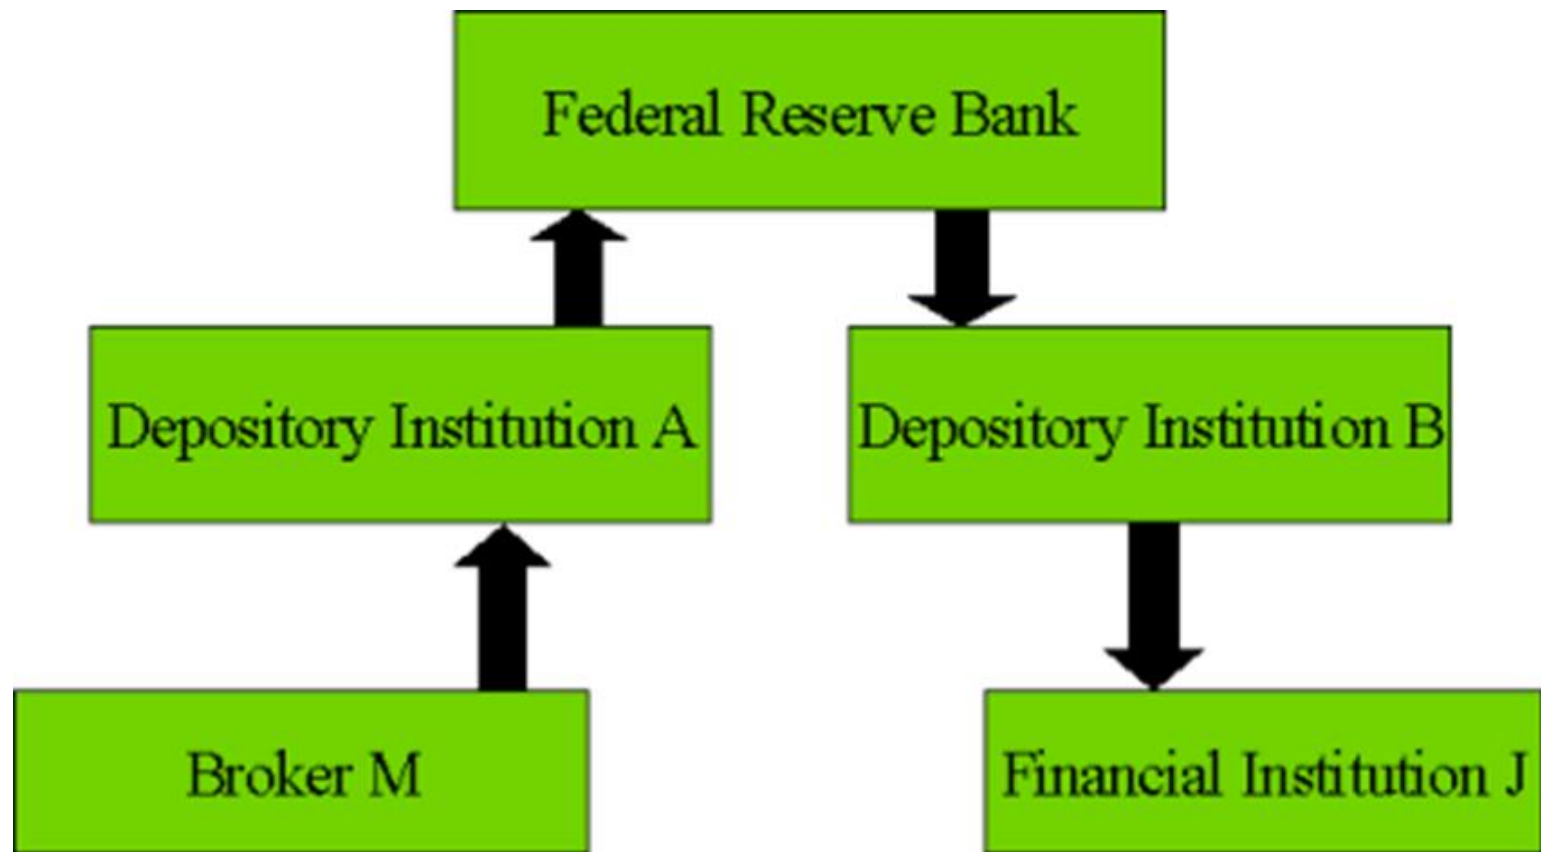 Federal Reserve Bank
Depository Institution A
Depository Institution B
Broker M
Financial Institution J